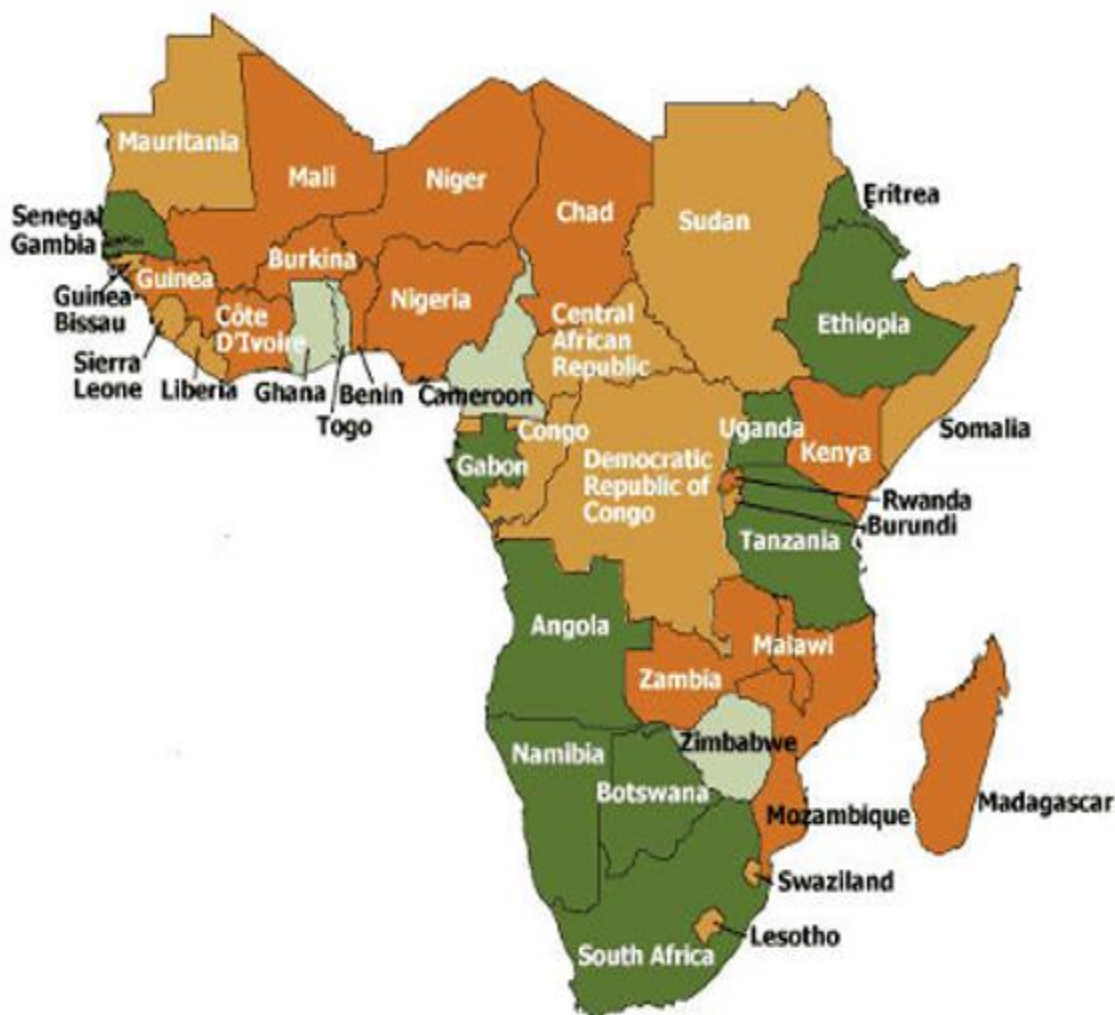 Mauritania
Mali
Niger
Chad
Sudan
Eritrea
Senegal
Gambia
Guinea
Burkina
Nigeria
Guinea
Bissau
Côte
D'Ivoire
Central
African
Republic
Ethiopia
Sierra
Leone
Liberia
Ghana
Togo
Benin
Cameroon
Congo
Gabon
Democratic
Republic of
Congo
Uganda
Kenya
Somalia
Rwanda
Burundi
Tanzania
Angola
Malawi
Zambia
Zimbabwe
Namibia
Botswana
Mozambique
Madagascar
Swaziland
Lesotho
South Africa